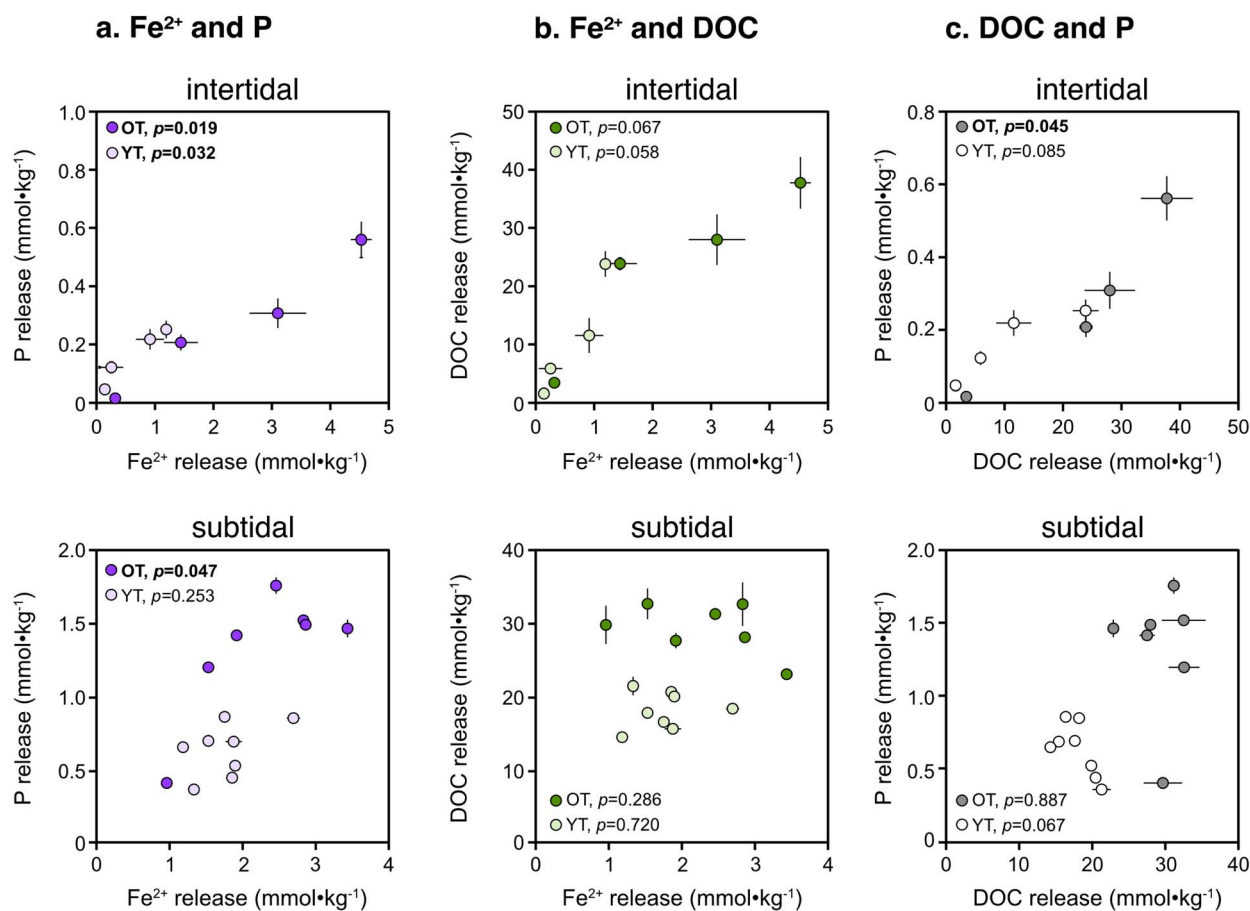 a. Fe²⁺ and P
b. Fe²⁺ and DOC
c. DOC and P
intertidal
OT, p=0.019
YT, p=0.032
1.0
0.8
0.6
0.4
0.2
0
P release (mmol•kg⁻¹)
0 1 2 3 4 5
Fe²⁺ release (mmol•kg⁻¹)
intertidal
OT, p=0.067
YT, p=0.058
50
40
30
20
10
0
DOC release (mmol•kg⁻¹)
0 1 2 3 4 5
Fe²⁺ release (mmol•kg⁻¹)
intertidal
OT, p=0.045
YT, p=0.085
0.8
0.6
0.4
0.2
0
P release (mmol•kg⁻¹)
0 10 20 30 40 50
DOC release (mmol•kg⁻¹)
subtidal
OT, p=0.047
YT, p=0.253
2.0
1.5
1.0
0.5
0
P release (mmol•kg⁻¹)
0 1 2 3 4
Fe²⁺ release (mmol•kg⁻¹)
subtidal
40
30
20
10
0
DOC release (mmol•kg⁻¹)
OT, p=0.286
YT, p=0.720
0 1 2 3 4
Fe²⁺ release (mmol•kg⁻¹)
subtidal
2.0
1.5
1.0
0.5
0
P release (mmol•kg⁻¹)
OT, p=0.887
YT, p=0.067
0 10 20 30 40
DOC release (mmol•kg⁻¹)